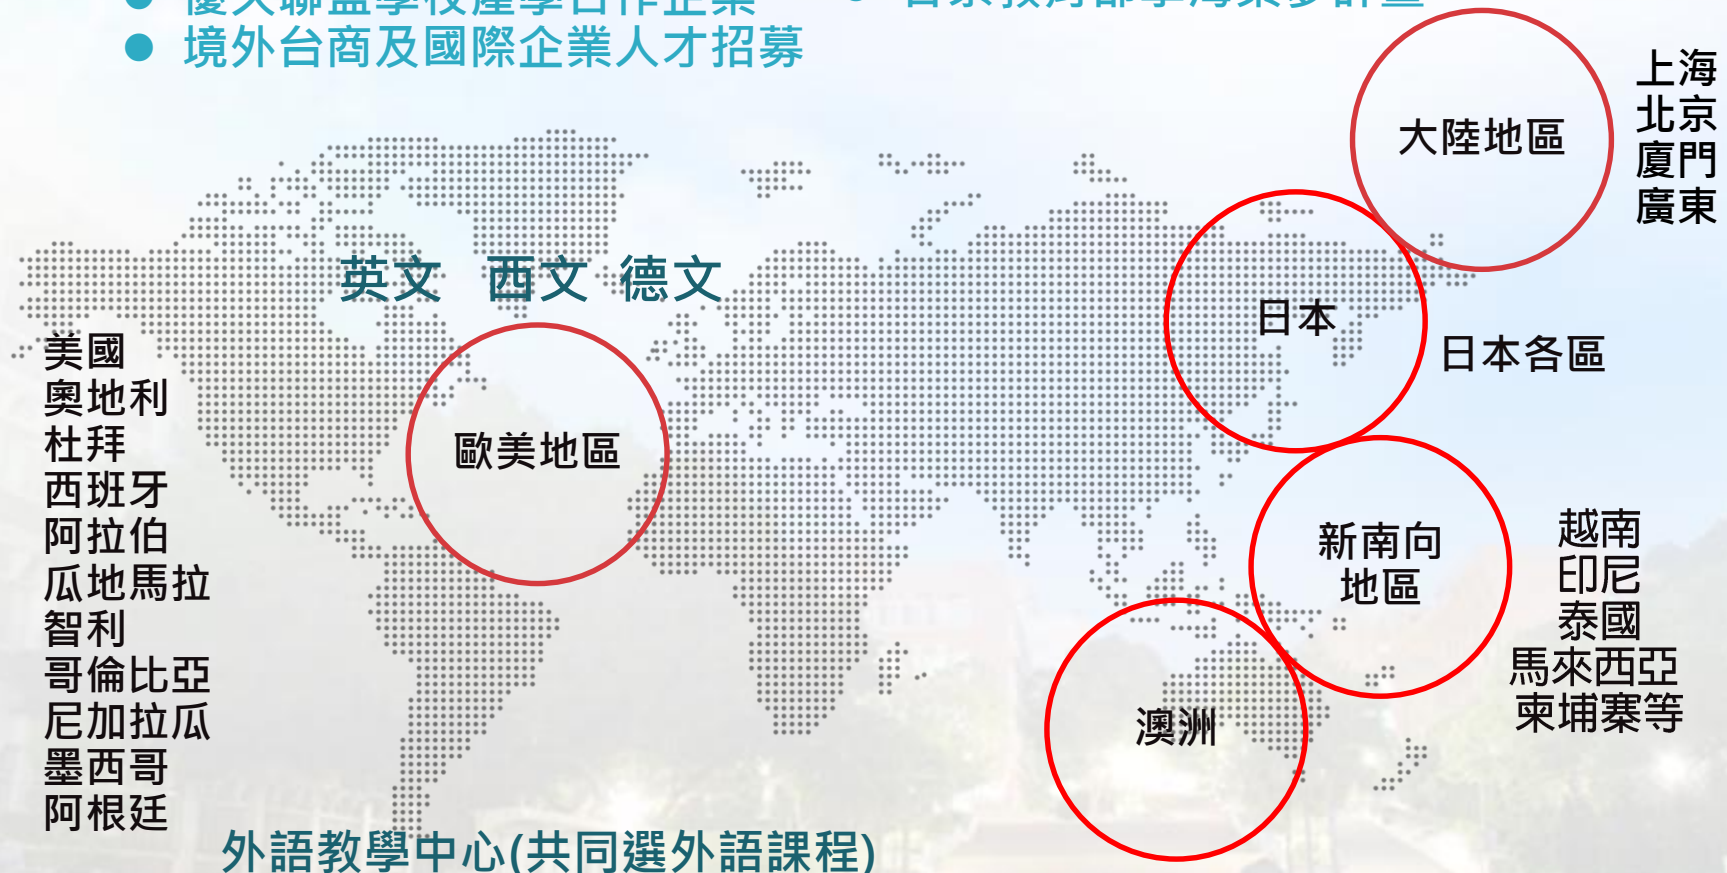 境外台商及國際企業人才招募
大陸地區
上海
北京
廈門
廣東
英文 西文 德文
日本
日本各區
美國
奧地利
杜拜
西班牙
阿拉伯
瓜地馬拉
智利
哥倫比亞
尼加拉瓜
墨西哥
阿根廷
歐美地區
新南向
地區
越南
印尼
泰國
馬來西亞
柬埔寨等
澳洲
外語教學中心(共同選外語課程)